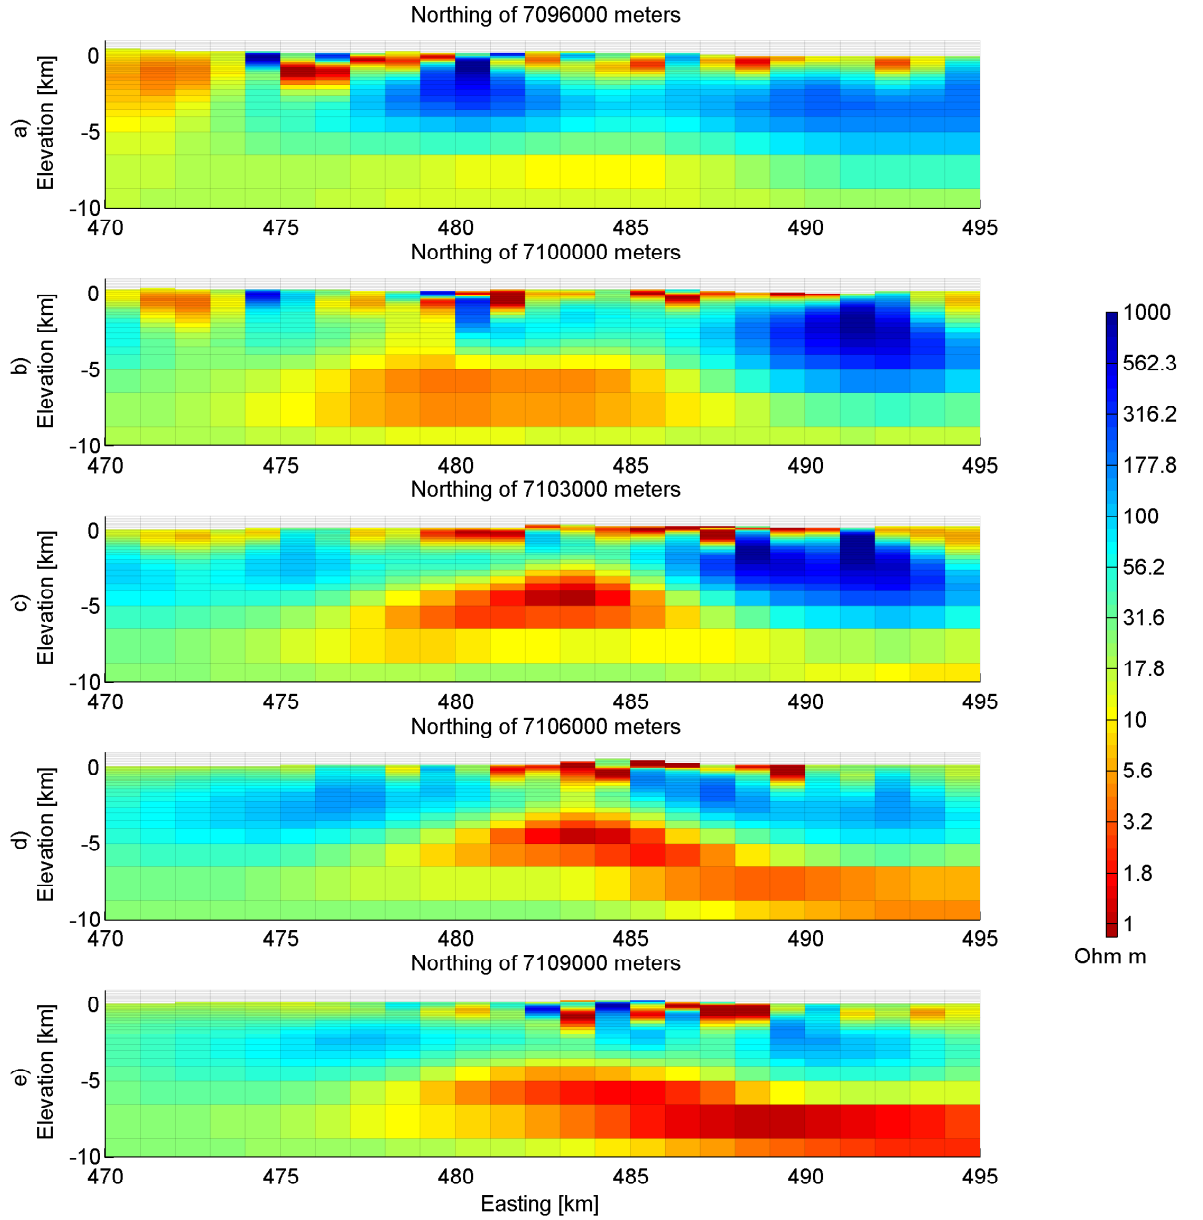 Northing of 7096000 meters
a)
Elevation [km]
0
-5
-10
470 475 480 485 490 495
Northing of 7100000 meters
b)
Elevation [km]
0
-5
-10
470 475 480 485 490 495
Northing of 7103000 meters
c)
Elevation [km]
0
-5
-10
470 475 480 485 490 495
Northing of 7106000 meters
d)
Elevation [km]
0
-5
-10
470 475 480 485 490 495
Northing of 7109000 meters
e)
Elevation [km]
0
-5
-10
470 475 480 485 490 495
Easting [km]
1000
562.3
316.2
177.8
100
56.2
31.6
17.8
10
5.6
3.2
1.8
1
Ohm m